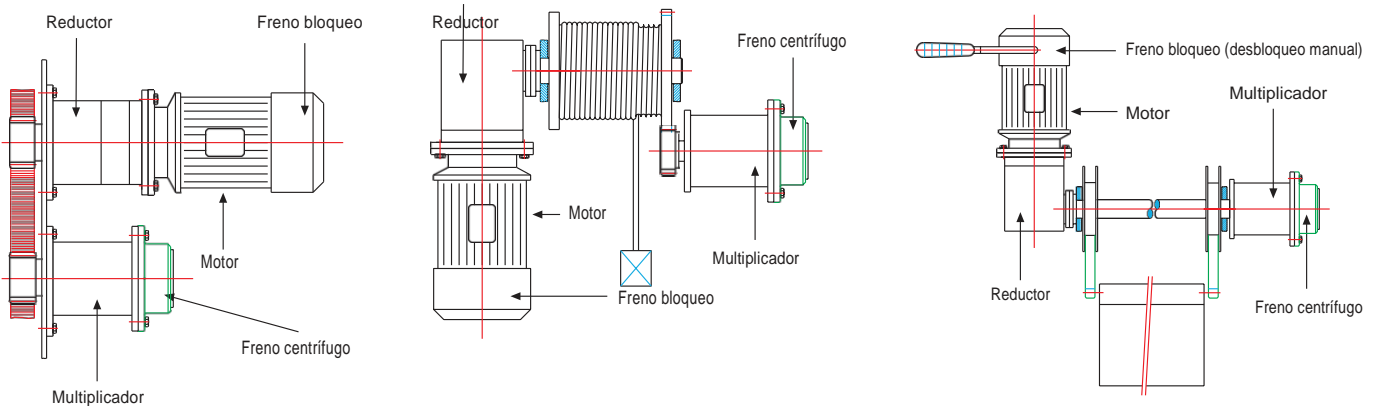 Reductor
Freno bloqueo
Motor
Freno centrífugo
Multiplicador
Reductor
Freno centrífugo
Motor
Multiplicador
Freno bloqueo
Freno bloqueo (desbloqueo manual)
Multiplicador
Motor
Reductor
Freno centrífugo